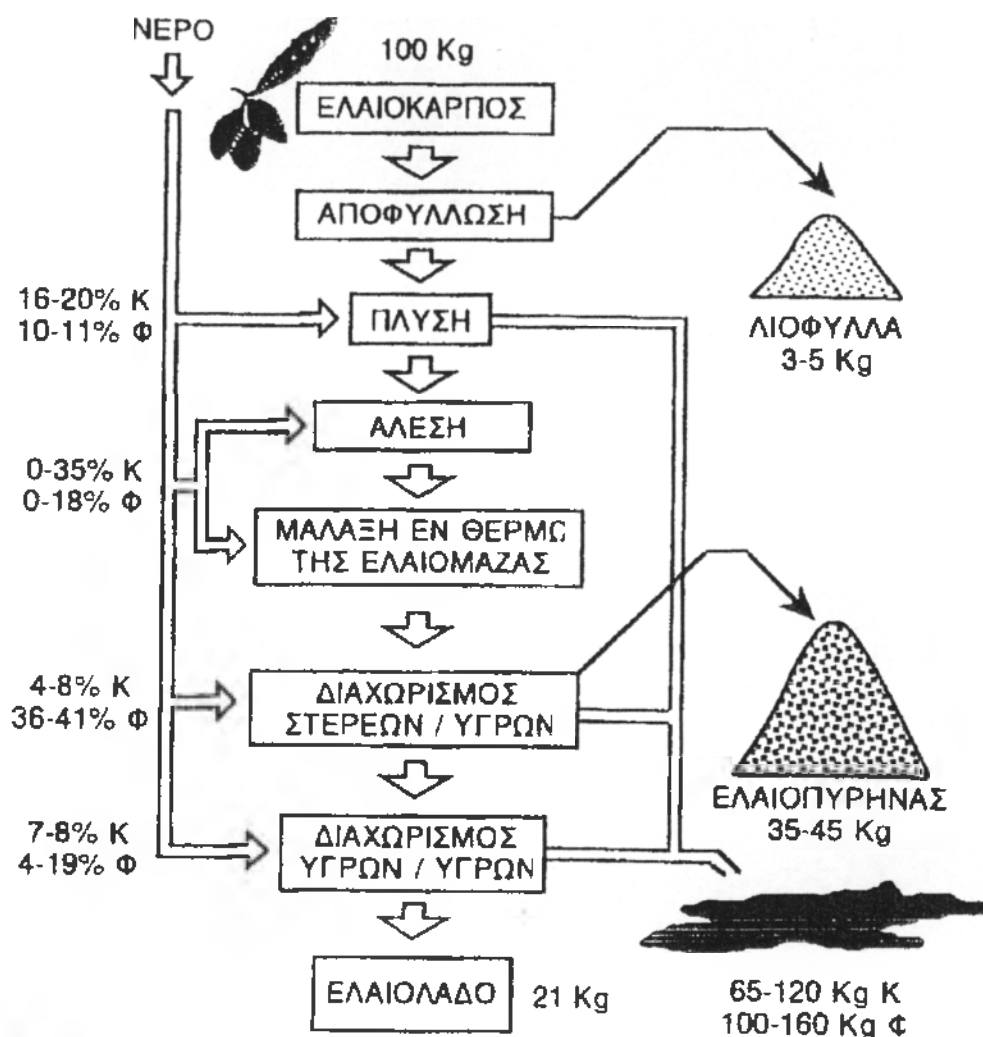 ΝΕΡΟ
100 Kg
ΕΛΑΙΟΚΑΡΠΟΣ
ΑΠΟΦΥΛΛΩΣΗ
16-20% Κ
10-11% Φ
ΠΛΥΣΗ
ΛΙΟΦΥΛΛΑ
3-5 Kg
ΑΛΕΣΗ
0-35% Κ
0-18% Φ
ΜΑΛΑΞΗ ΕΝ ΘΕΡΜΩ
ΤΗΣ ΕΛΑΙΟΜΑΖΑΣ
4-8% Κ
36-41% Φ
ΔΙΑΧΩΡΙΣΜΟΣ
ΣΤΕΡΕΩΝ / ΥΓΡΩΝ
ΕΛΑΙΟΠΥΡΗΝΑΣ
35-45 Kg
7-8% Κ
4-19% Φ
ΔΙΑΧΩΡΙΣΜΟΣ
ΥΓΡΩΝ / ΥΓΡΩΝ
ΕΛΑΙΟΛΑΔΟ
21 Kg
65-120 Kg Κ
100-160 Kg Φ